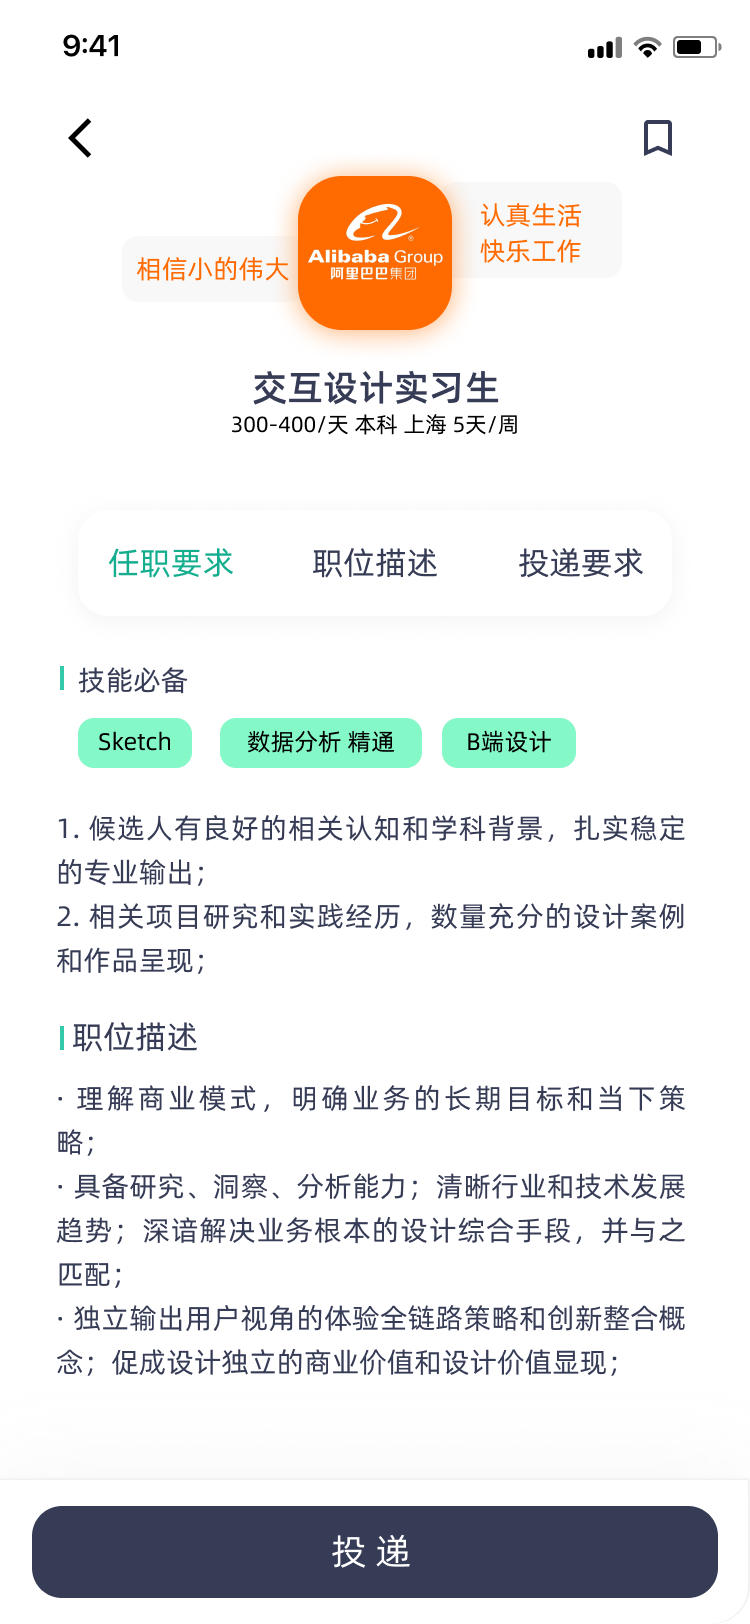 9:41
认真生活
快乐工作
相信小的伟大
Alibaba Group
阿里巴巴集团
交互设计实习生
300-400/天 本科 上海 5天/周
任职要求 职位描述 投递要求
技能必备
Sketch 数据分析 精通 B端设计
1. 候选人有良好的相关认知和学科背景，扎实稳定
的专业输出；
2. 相关项目研究和实践经历，数量充分的设计案例
和作品呈现；
职位描述
· 理解商业模式，明确业务的长期目标和当下策
略；
· 具备研究、洞察、分析能力；清晰行业和技术发展
趋势；深谙解决业务根本的设计综合手段，并与之
匹配；
· 独立输出用户视角的体验全链路策略和创新整合概
念；促成设计独立的商业价值和设计价值显现；
投 递